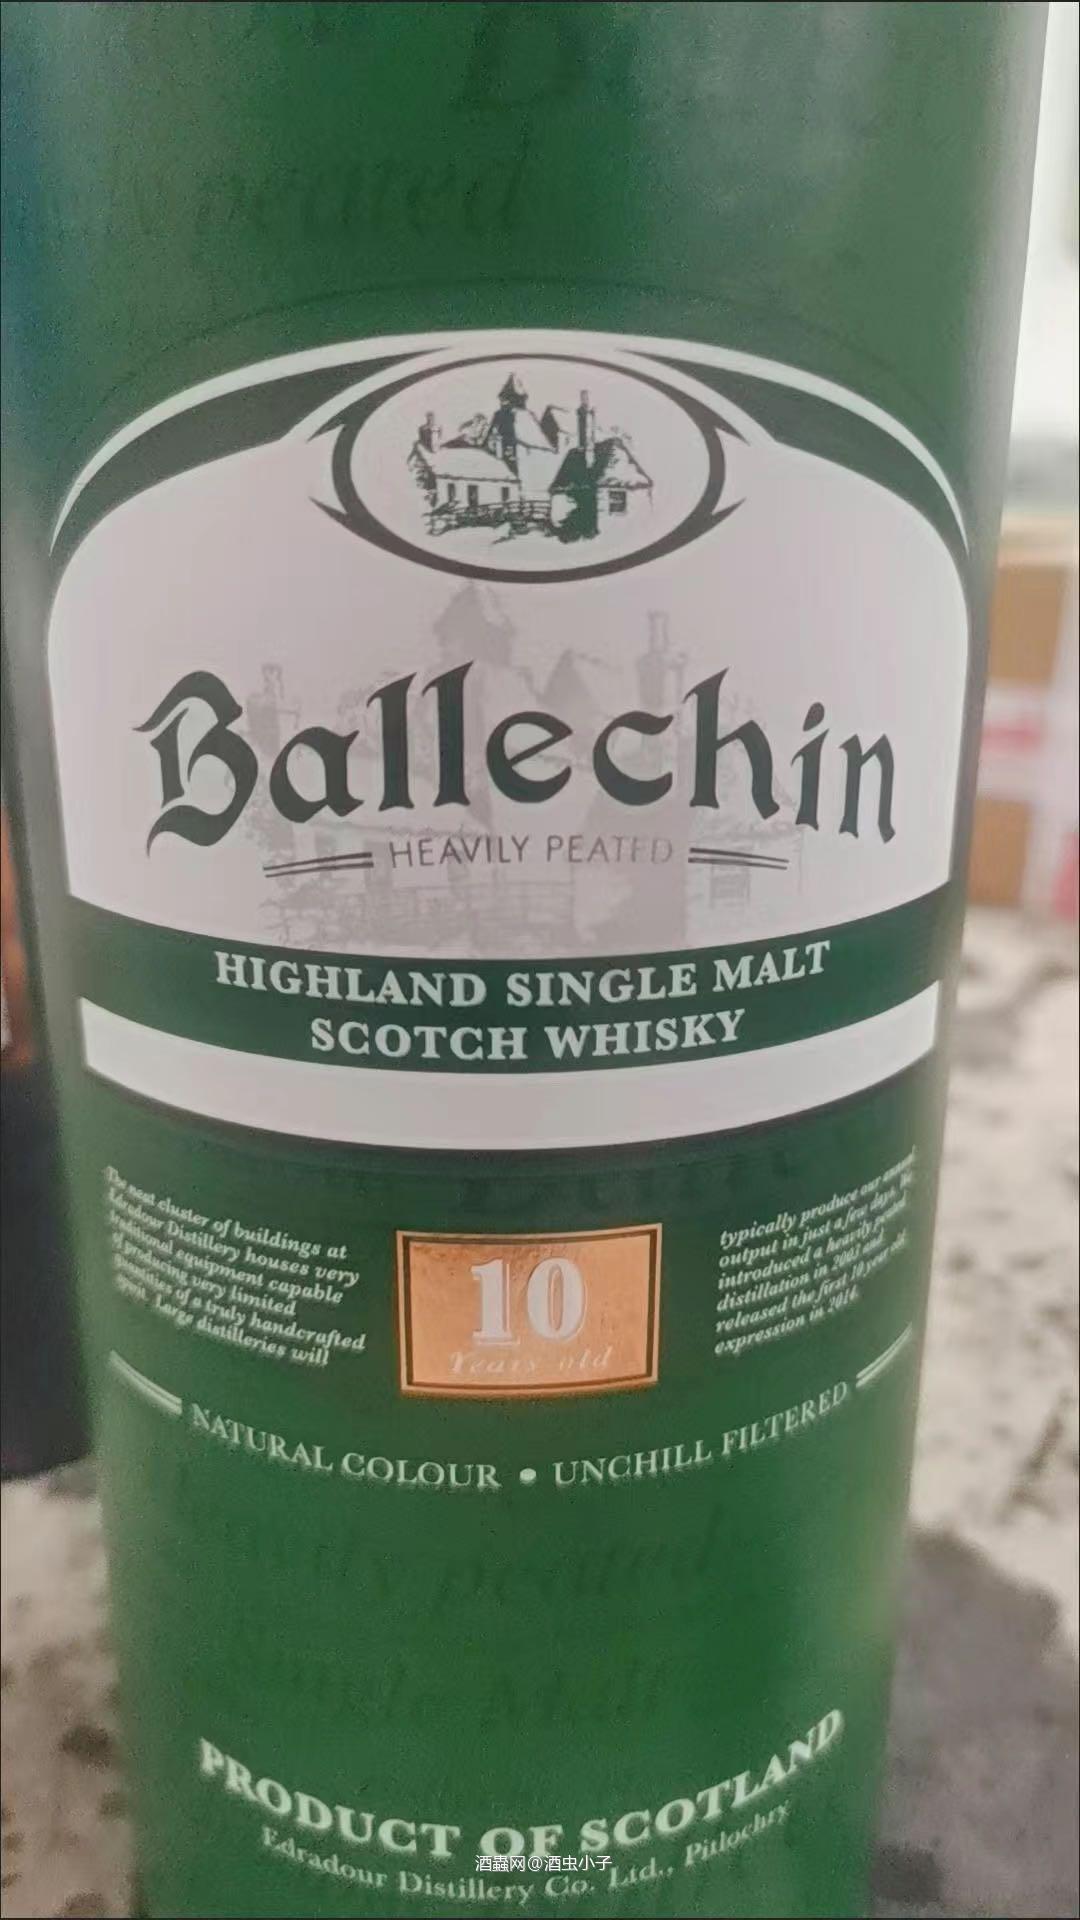 Ballechin
HEAVILY PEATED
HIGHLAND SINGLE MALT
SCOTCH WHISKY
The neat cluster of buildings at
Edradour Distillery houses very
traditional equipment capable
of producing very limited
quantities of a truly handcrafted
spirit. Large distilleries will
typically produce our annual
output in just a few days. We
introduced a heavily peated
distillation in 2003 and
released the first 10 year old
expression in 2014.
10
Years old
NATURAL COLOUR • UNCHILL FILTERED
PRODUCT OF SCOTLAND
Edradour Distillery Co. Ltd., Pitlochry
酒蟲网@酒虫小子